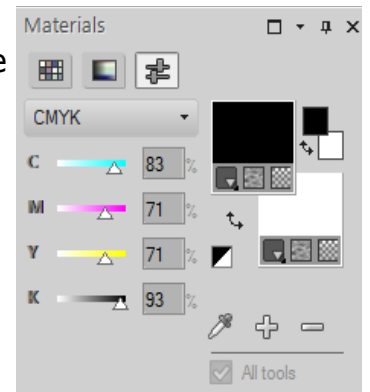 Materials
e
CMYK
C 83 %
M 71 %
Y 71 %
K 93 %
All tools